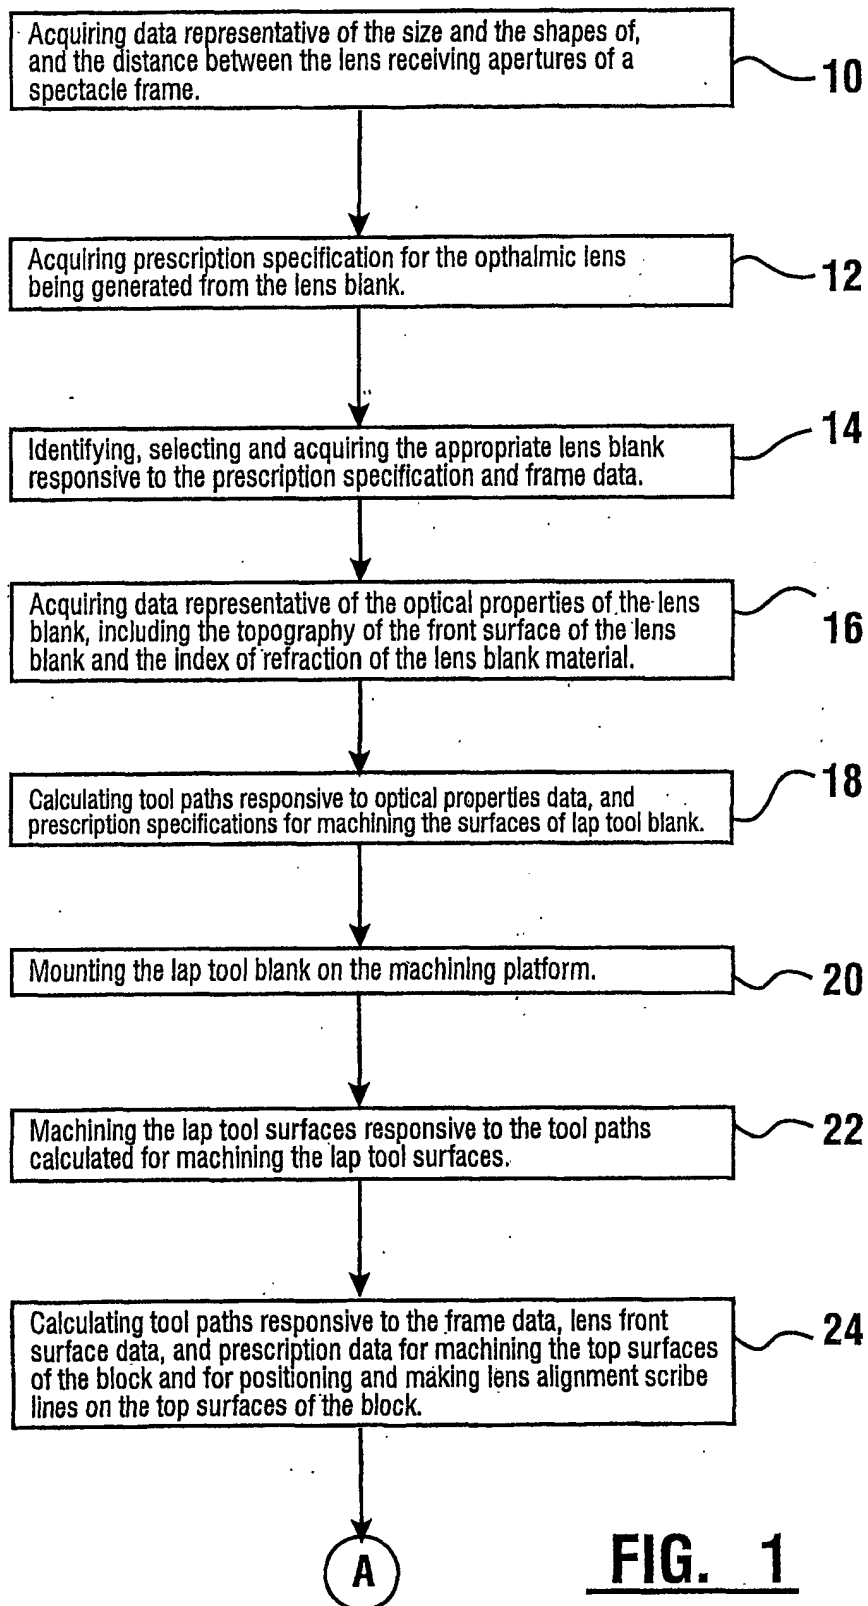 Acquiring data representative of the size and the shapes of,
and the distance between the lens receiving apertures of a
spectacle frame.
10
Acquiring prescription specification for the opthalmic lens
being generated from the lens blank.
12
Identifying, selecting and acquiring the appropriate lens blank
responsive to the prescription specification and frame data.
14
Acquiring data representative of the optical properties of the lens
blank, including the topography of the front surface of the lens
blank and the index of refraction of the lens blank material.
16
Calculating tool paths responsive to optical properties data, and
prescription specifications for machining the surfaces of lap tool blank.
18
Mounting the lap tool blank on the machining platform.
20
Machining the lap tool surfaces responsive to the tool paths
calculated for machining the lap tool surfaces.
22
Calculating tool paths responsive to the frame data, lens front
surface data, and prescription data for machining the top surfaces
of the block and for positioning and making lens alignment scribe
lines on the top surfaces of the block.
24
A
FIG. 1